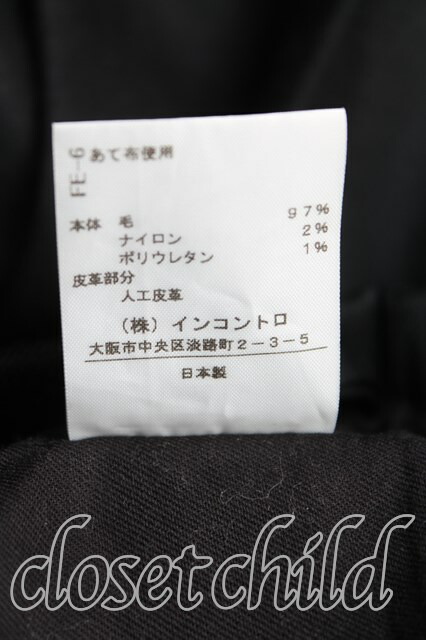 FE-6
あて布使用
本体 毛 97%
ナイロン 2%
ポリウレタン 1%
皮革部分
人工皮革
(株) インコントロ
大阪市中央区淡路町2-3-5
日本製
closet child